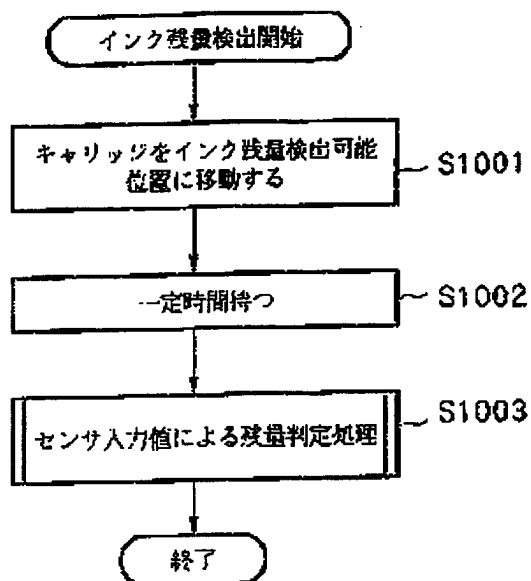 インク残量検出開始
キャリッジをインク残量検出可能
位置に移動する
S1001
一定時間待つ
S1002
センサ入力値による残量判定処理
S1003
終了